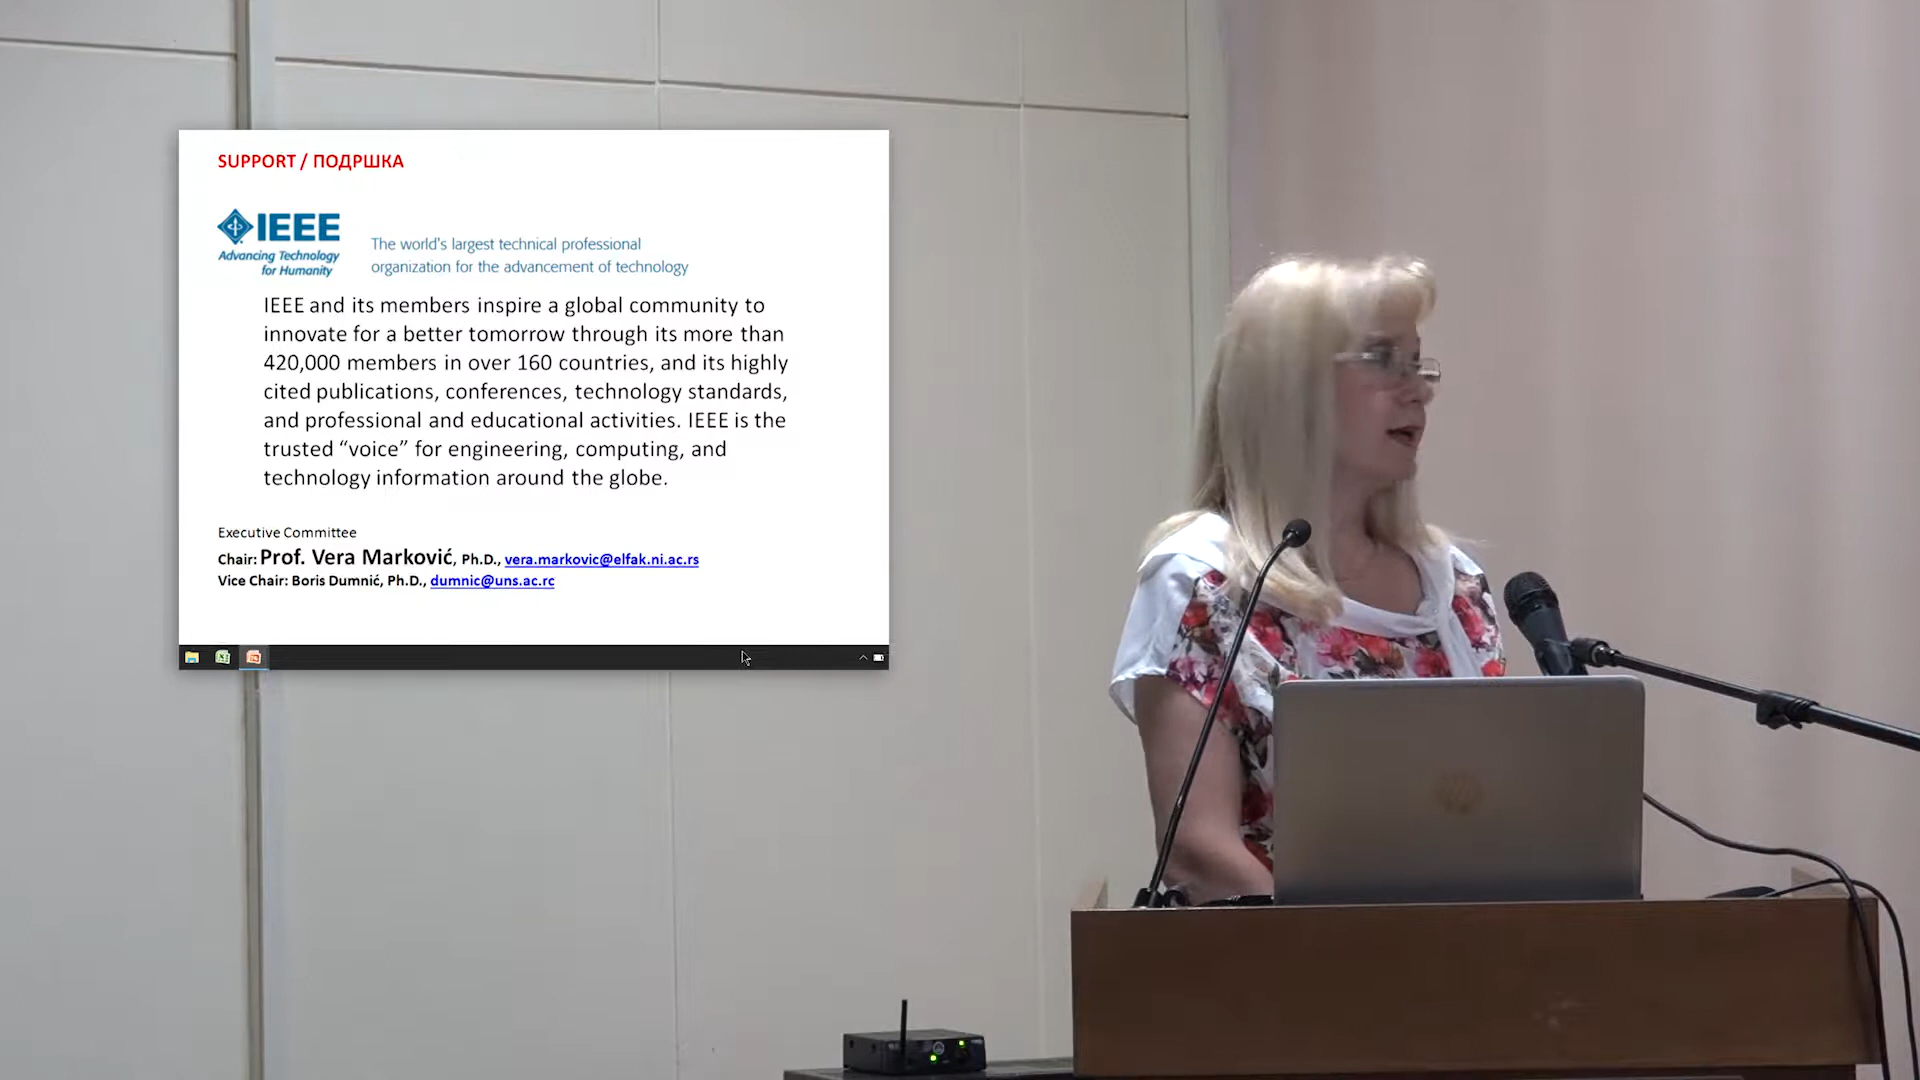 SUPPORT / ПОДРШКА
IEEE
Advancing Technology
for Humanity
The world's largest technical professional
organization for the advancement of technology
IEEE and its members inspire a global community to
innovate for a better tomorrow through its more than
420,000 members in over 160 countries, and its highly
cited publications, conferences, technology standards,
and professional and educational activities. IEEE is the
trusted “voice” for engineering, computing, and
technology information around the globe.
Executive Committee
Chair: Prof. Vera Marković, Ph.D., vera.markovic@elfak.ni.ac.rs
Vice Chair: Boris Dumnić, Ph.D., dumnic@uns.ac.rc